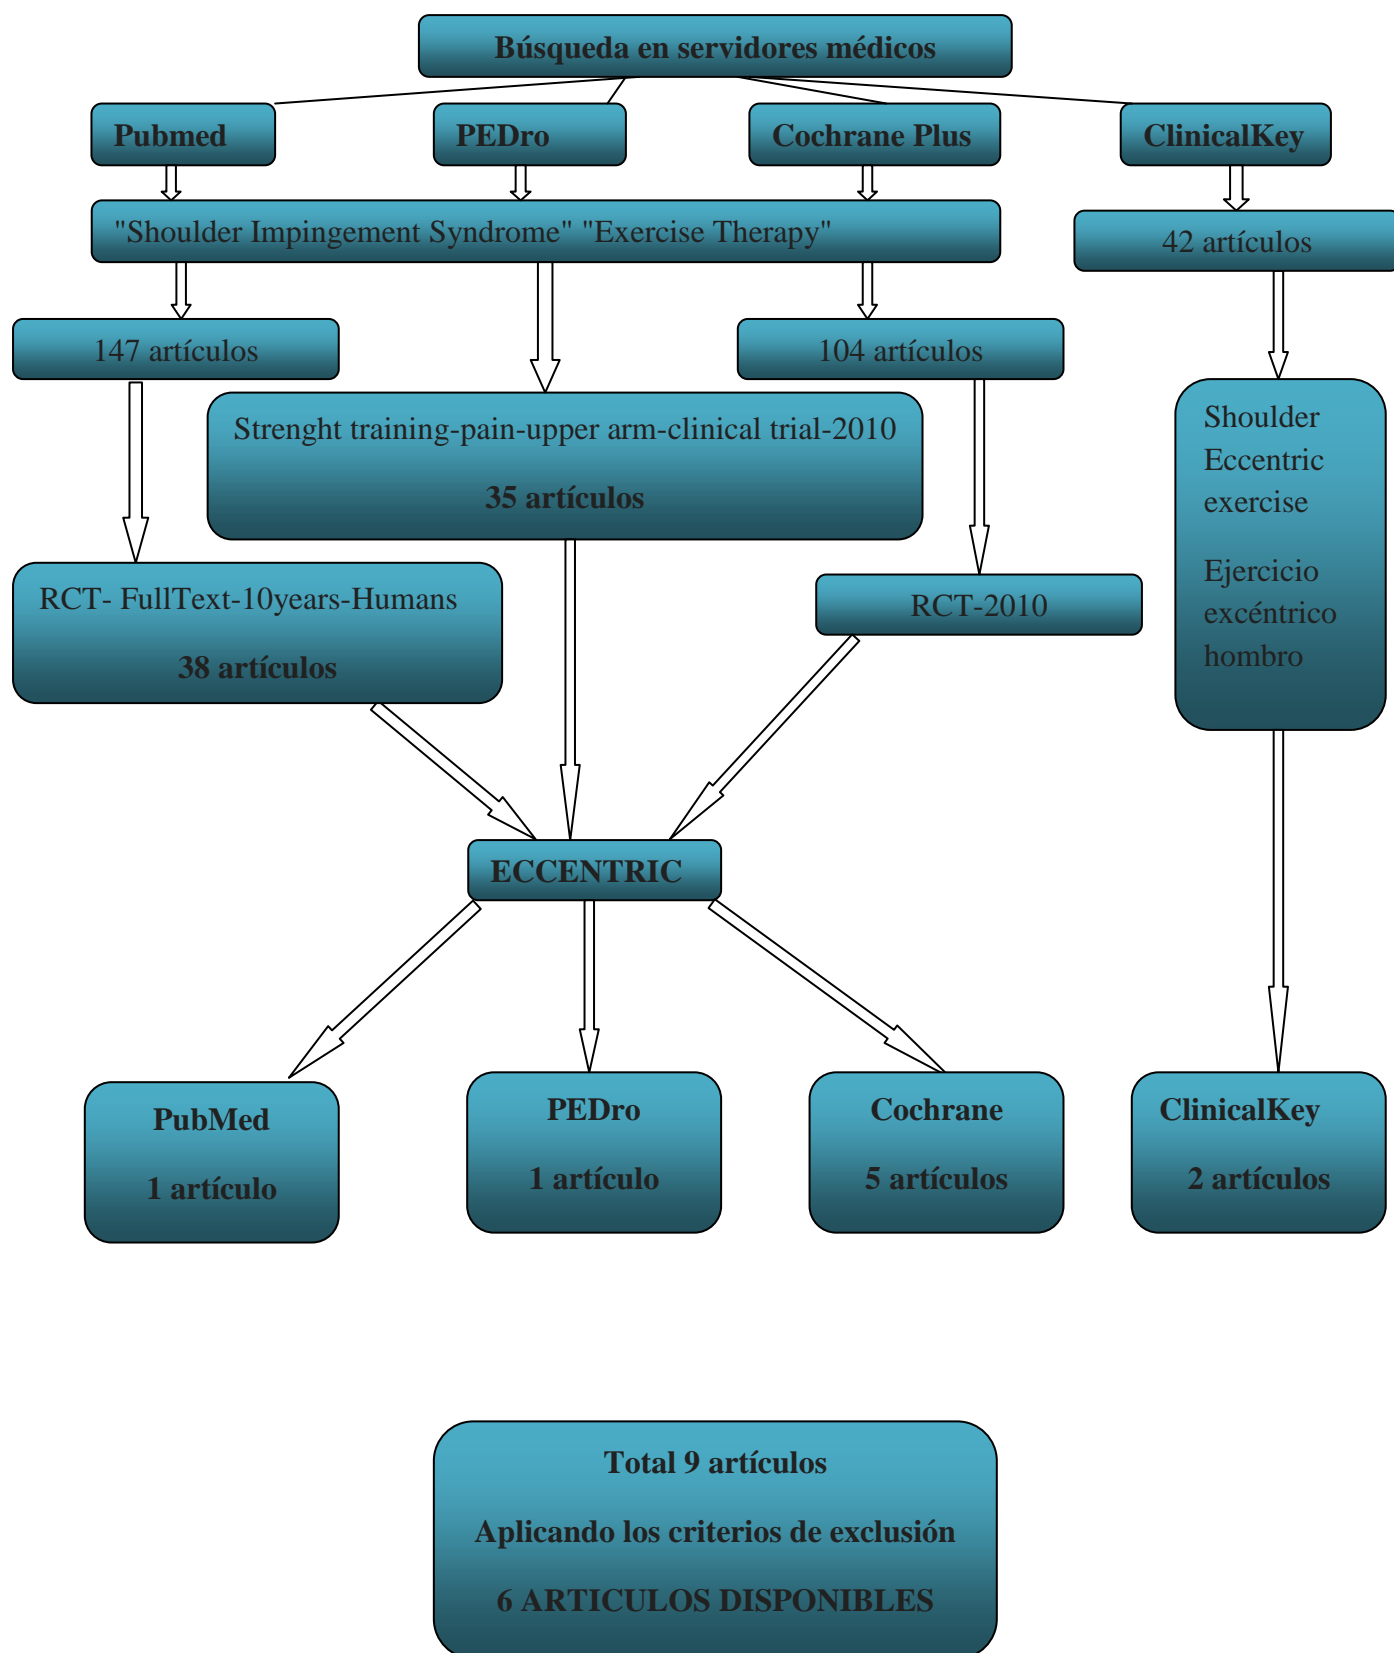 Búsqueda en servidores médicos
Pubmed
PEDro
Cochrane Plus
ClinicalKey
"Shoulder Impingement Syndrome" "Exercise Therapy"
42 artículos
147 artículos
104 artículos
Strenght training-pain-upper arm-clinical trial-2010
35 artículos
Shoulder
Eccentric
exercise
Ejercicio
excéntrico
hombro
RCT- FullText-10years-Humans
38 artículos
RCT-2010
ECCENTRIC
PubMed
1 artículo
PEDro
1 artículo
Cochrane
5 artículos
ClinicalKey
2 artículos
Total 9 artículos
Aplicando los criterios de exclusión
6 ARTICULOS DISPONIBLES